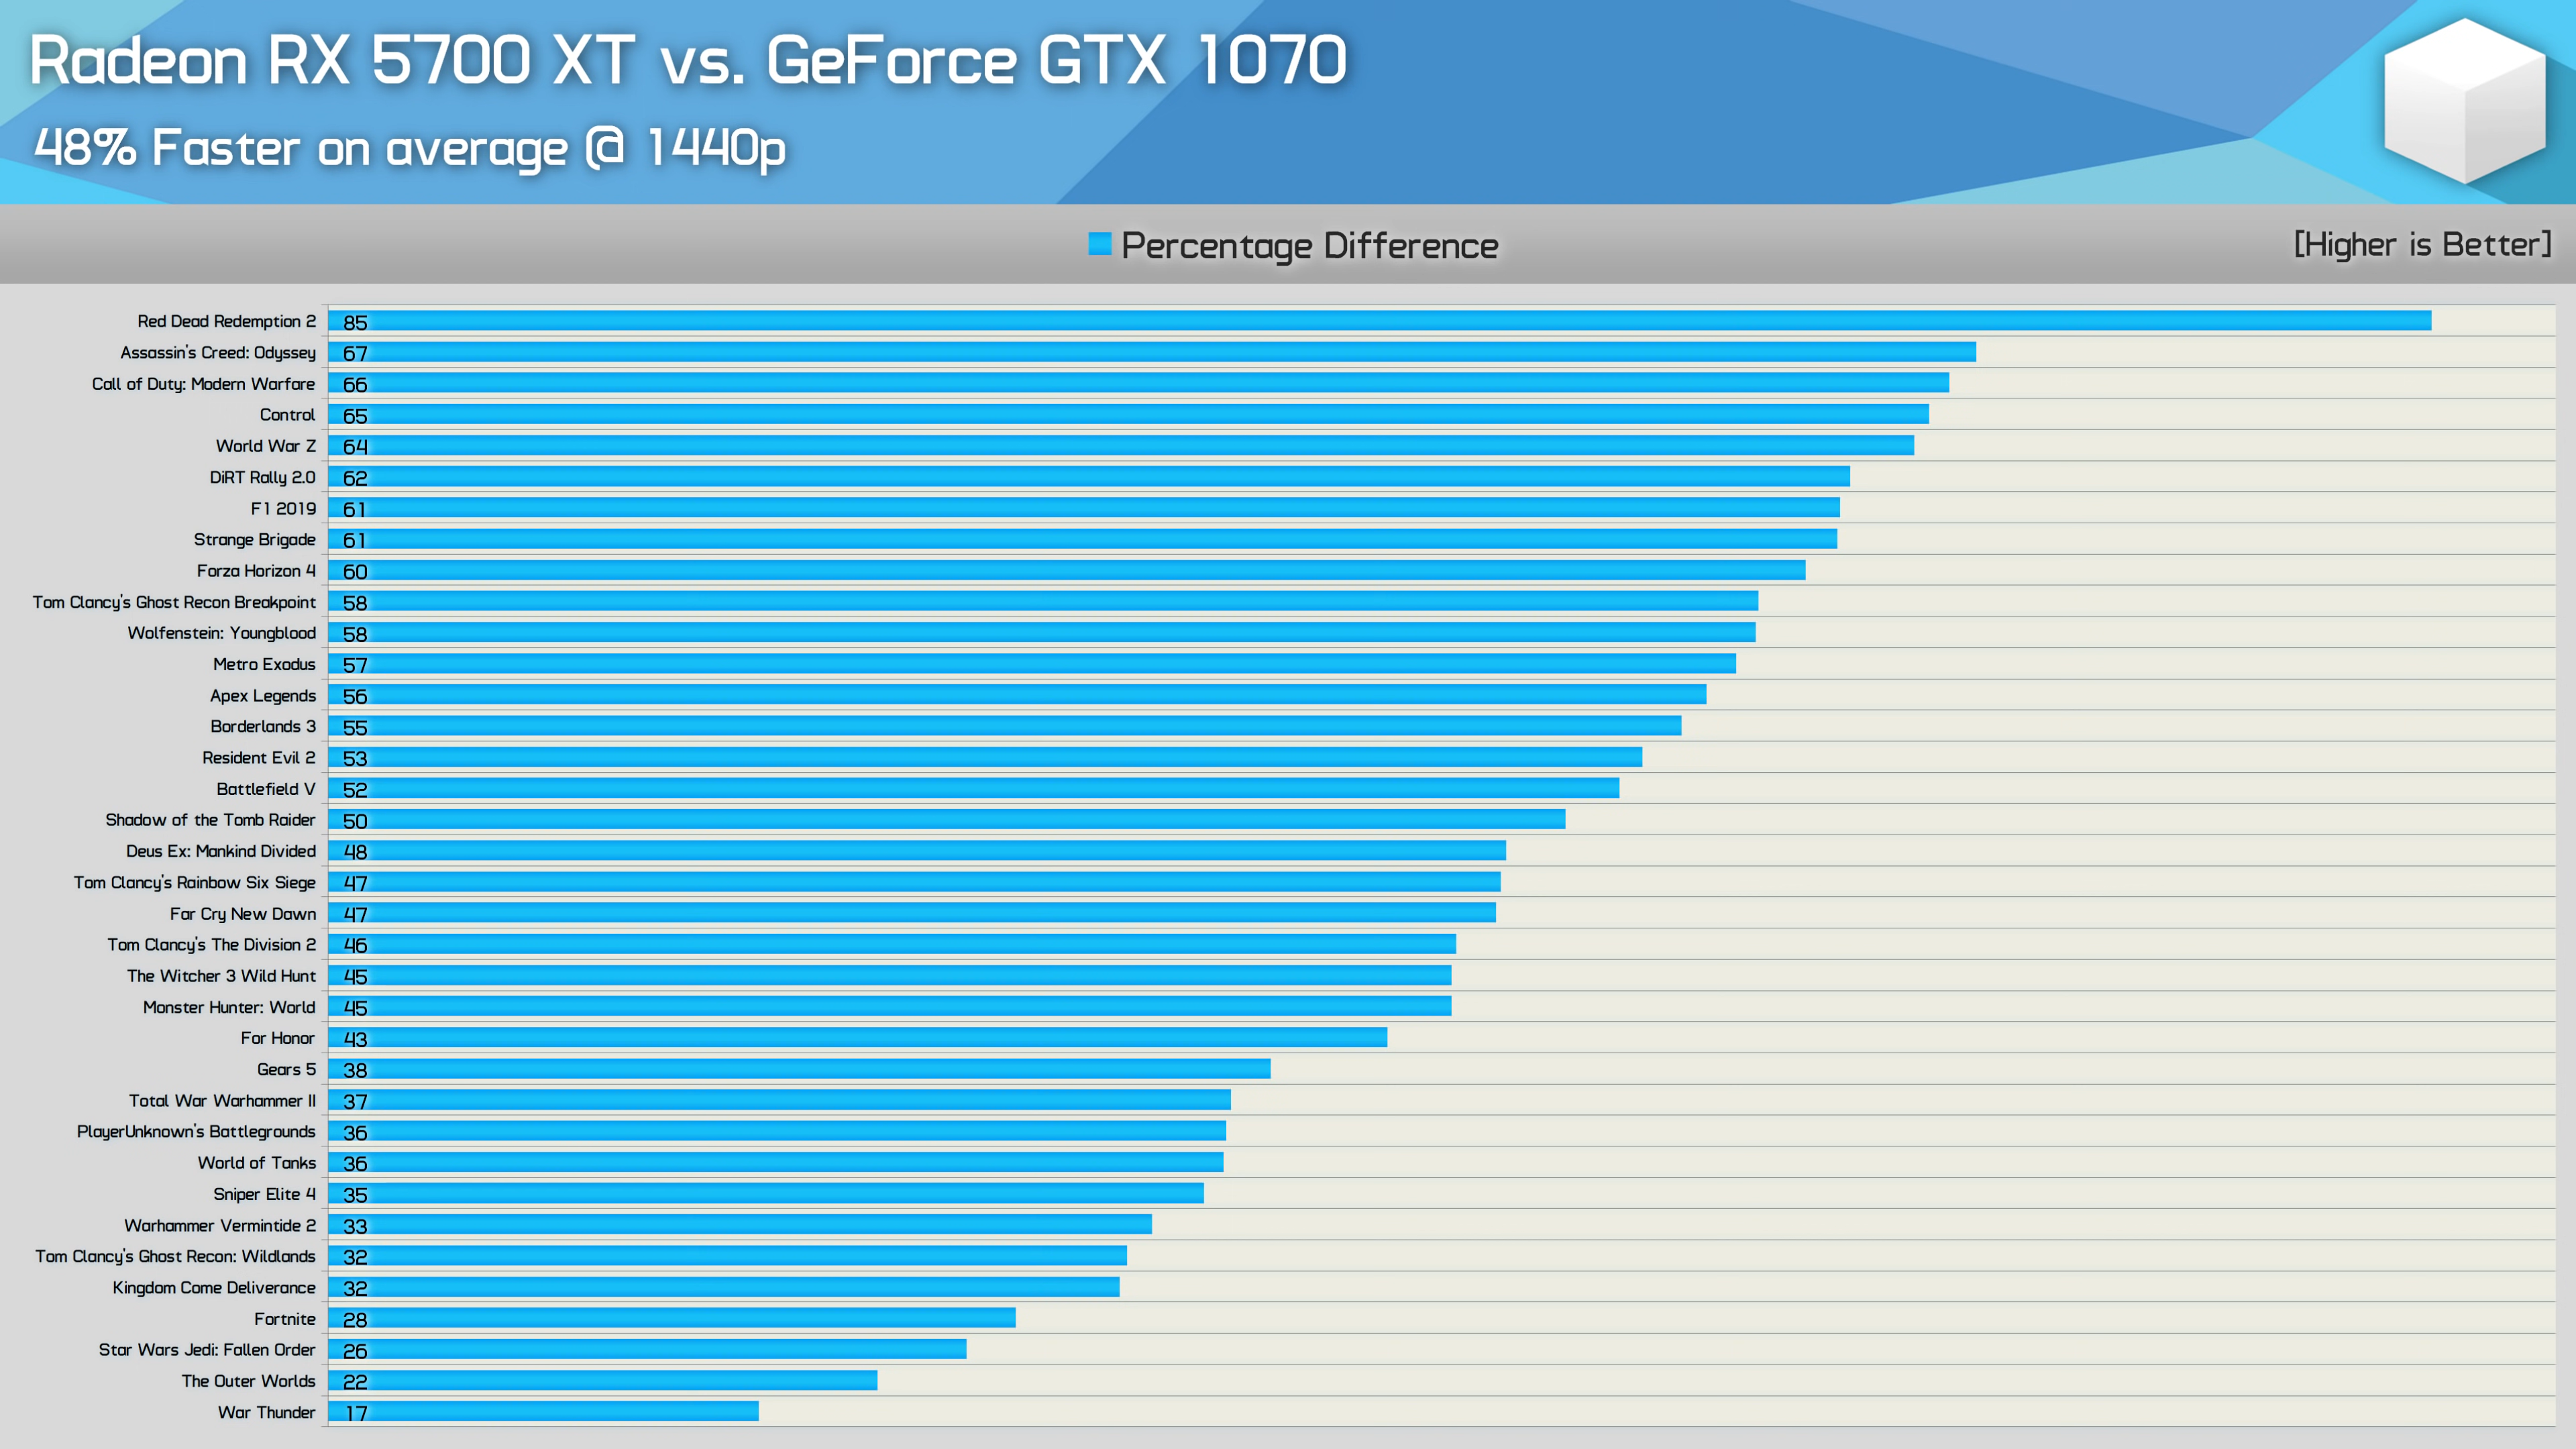 Radeon RX 5700 XT vs. GeForce GTX 1070
48% Faster on average @ 1440p
Percentage Difference
[Higher is Better]
Red Dead Redemption 2 85
Assassin's Creed: Odyssey 67
Call of Duty: Modern Warfare 66
Control 65
World War Z 64
DiRT Rally 2.0 62
F1 2019 61
Strange Brigade 61
Forza Horizon 4 60
Tom Clancy's Ghost Recon Breakpoint 58
Wolfenstein: Youngblood 58
Metro Exodus 57
Apex Legends 56
Borderlands 3 55
Resident Evil 2 53
Battlefield V 52
Shadow of the Tomb Raider 50
Deus Ex: Mankind Divided 48
Tom Clancy's Rainbow Six Siege 47
Far Cry New Dawn 47
Tom Clancy's The Division 2 46
The Witcher 3 Wild Hunt 45
Monster Hunter: World 45
For Honor 43
Gears 5 38
Total War Warhammer II 37
PlayerUnknown's Battlegrounds 36
World of Tanks 36
Sniper Elite 4 35
Warhammer Vermintide 2 33
Tom Clancy's Ghost Recon: Wildlands 32
Kingdom Come Deliverance 32
Fortnite 28
Star Wars Jedi: Fallen Order 26
The Outer Worlds 22
War Thunder 17